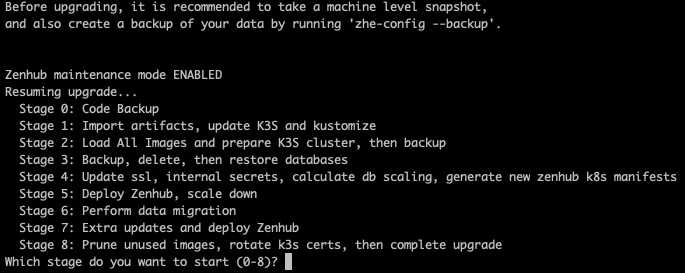 Before upgrading, it is recommended to take a machine level snapshot,
and also create a backup of your data by running 'zhe-config --backup'.
Zenhub maintenance mode ENABLED
Resuming upgrade...
Stage 0: Code Backup
Stage 1: Import artifacts, update K3S and kustomize
Stage 2: Load All Images and prepare K3S cluster, then backup
Stage 3: Backup, delete, then restore databases
Stage 4: Update ssl, internal secrets, calculate db scaling, generate new zenhub k8s manifests
Stage 5: Deploy Zenhub, scale down
Stage 6: Perform data migration
Stage 7: Extra updates and deploy Zenhub
Stage 8: Prune unused images, rotate k3s certs, then complete upgrade
Which stage do you want to start (0-8)?